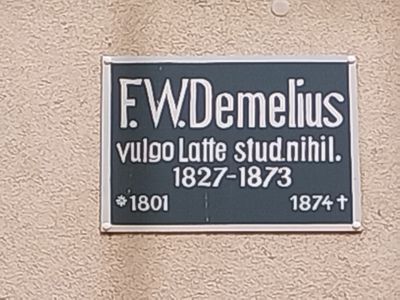 F.W.Demelius
vulgo Latte stud.nihil.
1827-1873
*1801 1874†